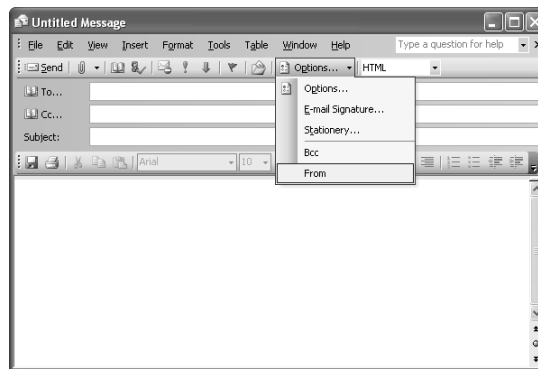 Untitled Message
File Edit View Insert Format Tools Table Window Help Type a question for help
Send Options... HTML
To...
Options...
E-mail Signature...
Cc...
Stationery...
Subject:
Bcc
Arial 10
From